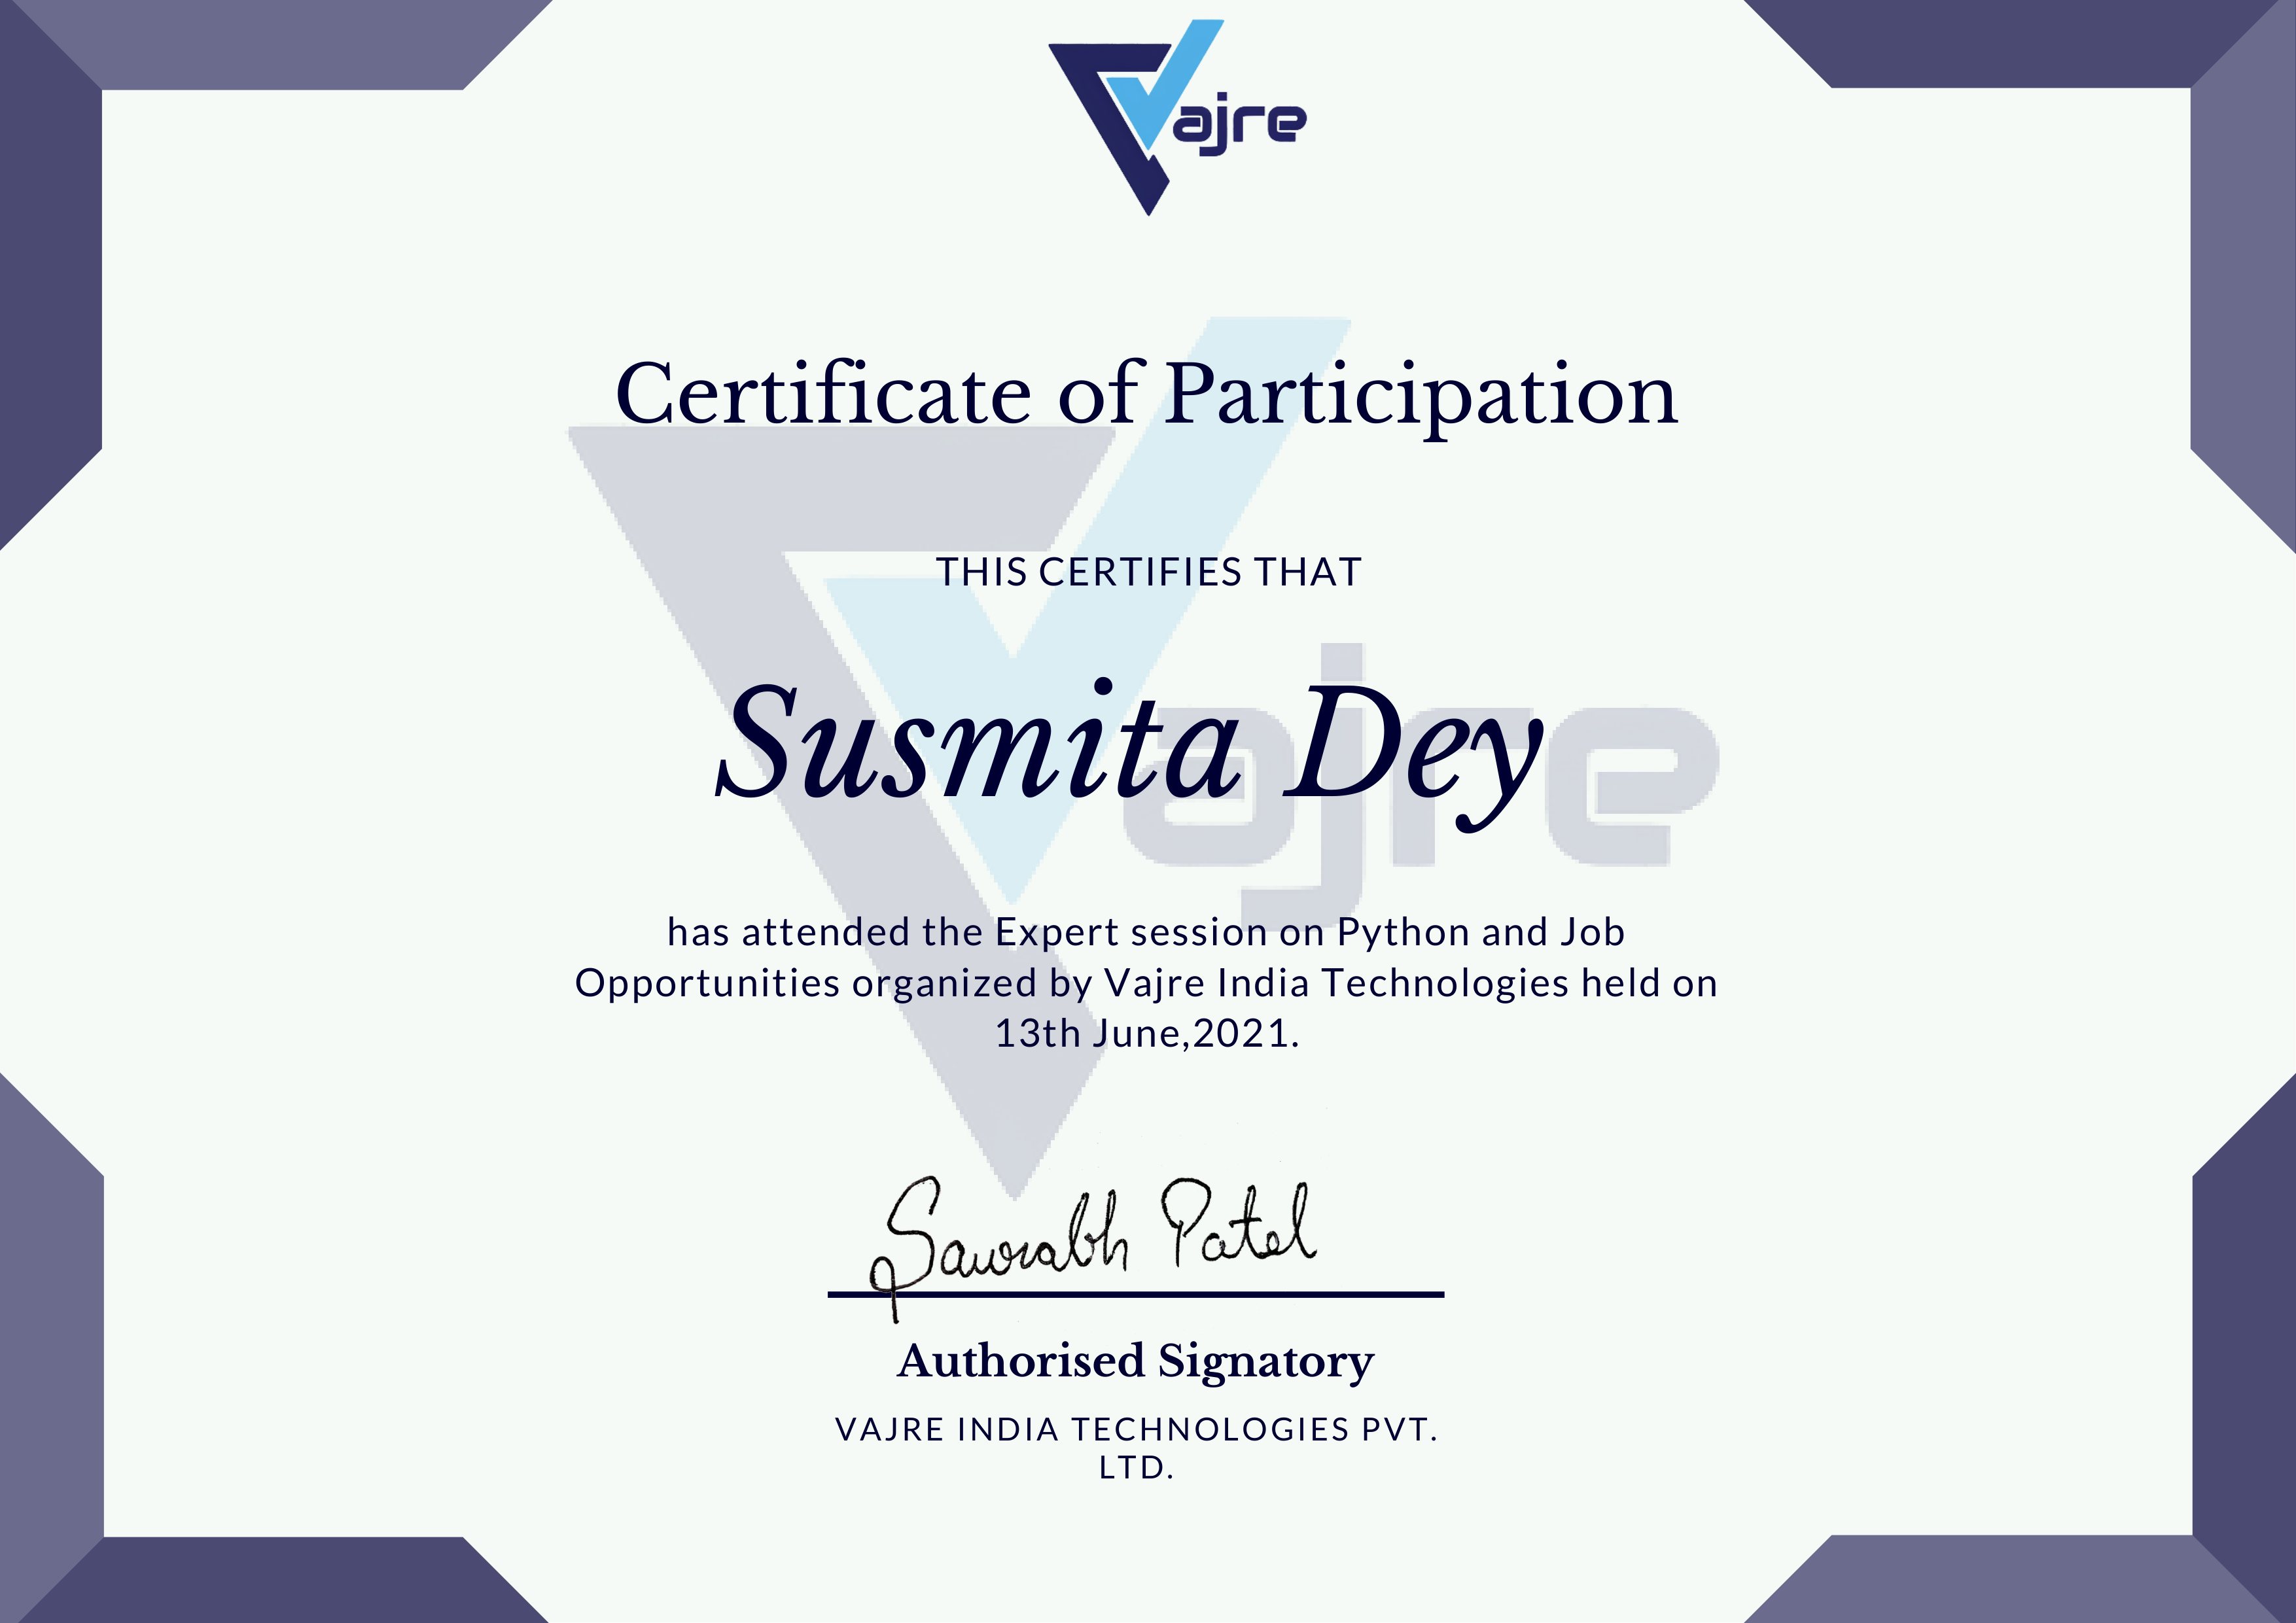 Vajre
Certificate of Participation
THIS CERTIFIES THAT
Vajre
Susmita Dey
has attended the Expert session on Python and Job
Opportunities organized by Vajre India Technologies held on
13th June,2021.
Saurabh Patel
Authorised Signatory
VAJRE INDIA TECHNOLOGIES PVT.
LTD.